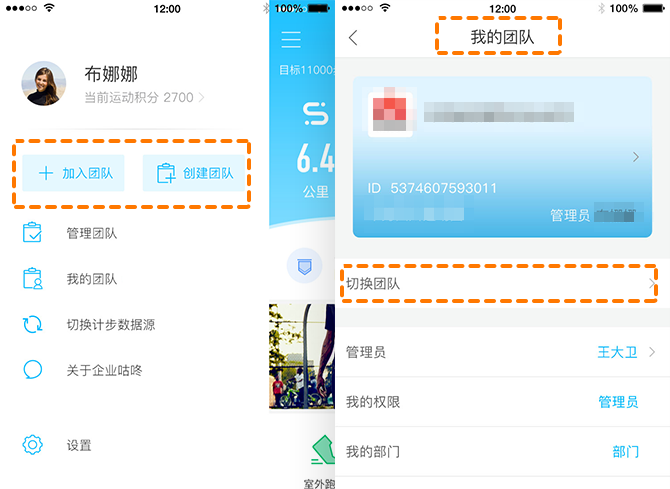 12:00
100%
布娜娜
当前运动积分 2700
加入团队
创建团队
管理团队
我的团队
切换计步数据源
关于企业咕咚
设置
目标11000
6.4
公里
室外跑
12:00
100%
我的团队
ID 5374607593011
管理员
切换团队
管理员
王大卫
我的权限
管理员
我的部门
部门